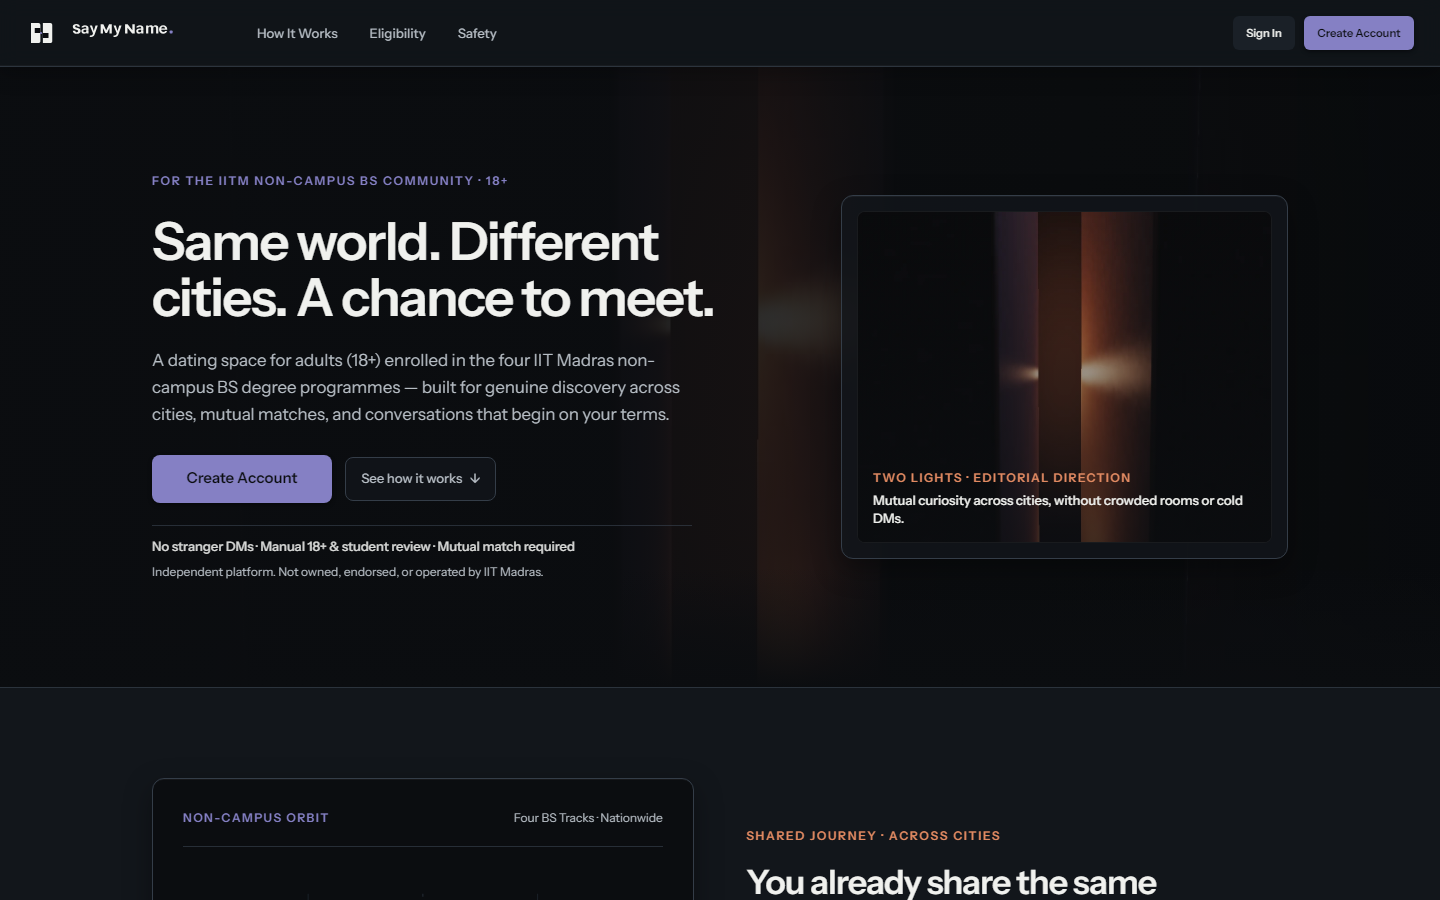 Say My Name.
How It Works
Eligibility
Safety
Sign In
Create Account
FOR THE IITM NON-CAMPUS BS COMMUNITY · 18+
Same world. Different
cities. A chance to meet.
A dating space for adults (18+) enrolled in the four IIT Madras non-
campus BS degree programmes — built for genuine discovery across
cities, mutual matches, and conversations that begin on your terms.
Create Account
See how it works ↓
No stranger DMs · Manual 18+ & student review · Mutual match required
Independent platform. Not owned, endorsed, or operated by IIT Madras.
TWO LIGHTS · EDITORIAL DIRECTION
Mutual curiosity across cities, without crowded rooms or cold
DMs.
NON-CAMPUS ORBIT
Four BS Tracks · Nationwide
SHARED JOURNEY · ACROSS CITIES
You already share the same